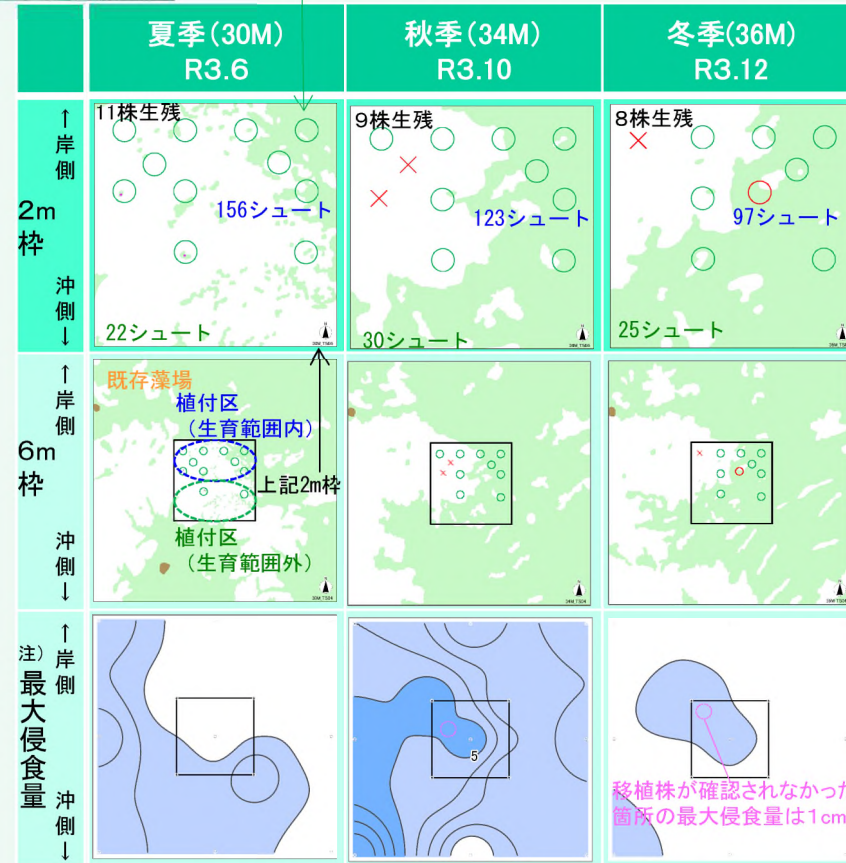 夏季(30M)
R3.6
秋季(34M)
R3.10
冬季(36M)
R3.12
2m
枠
↑岸側
沖側↓
11株生残
156シュート
22シュート
9株生残
123シュート
30シュート
8株生残
97シュート
25シュート
6m
枠
↑岸側
沖側↓
既存藻場
植付区
(生育範囲内)
上記2m枠
植付区
(生育範囲外)
注)
最大侵食量
↑岸側
沖側↓
5
移植株が確認されなかった
箇所の最大侵食量は1cm